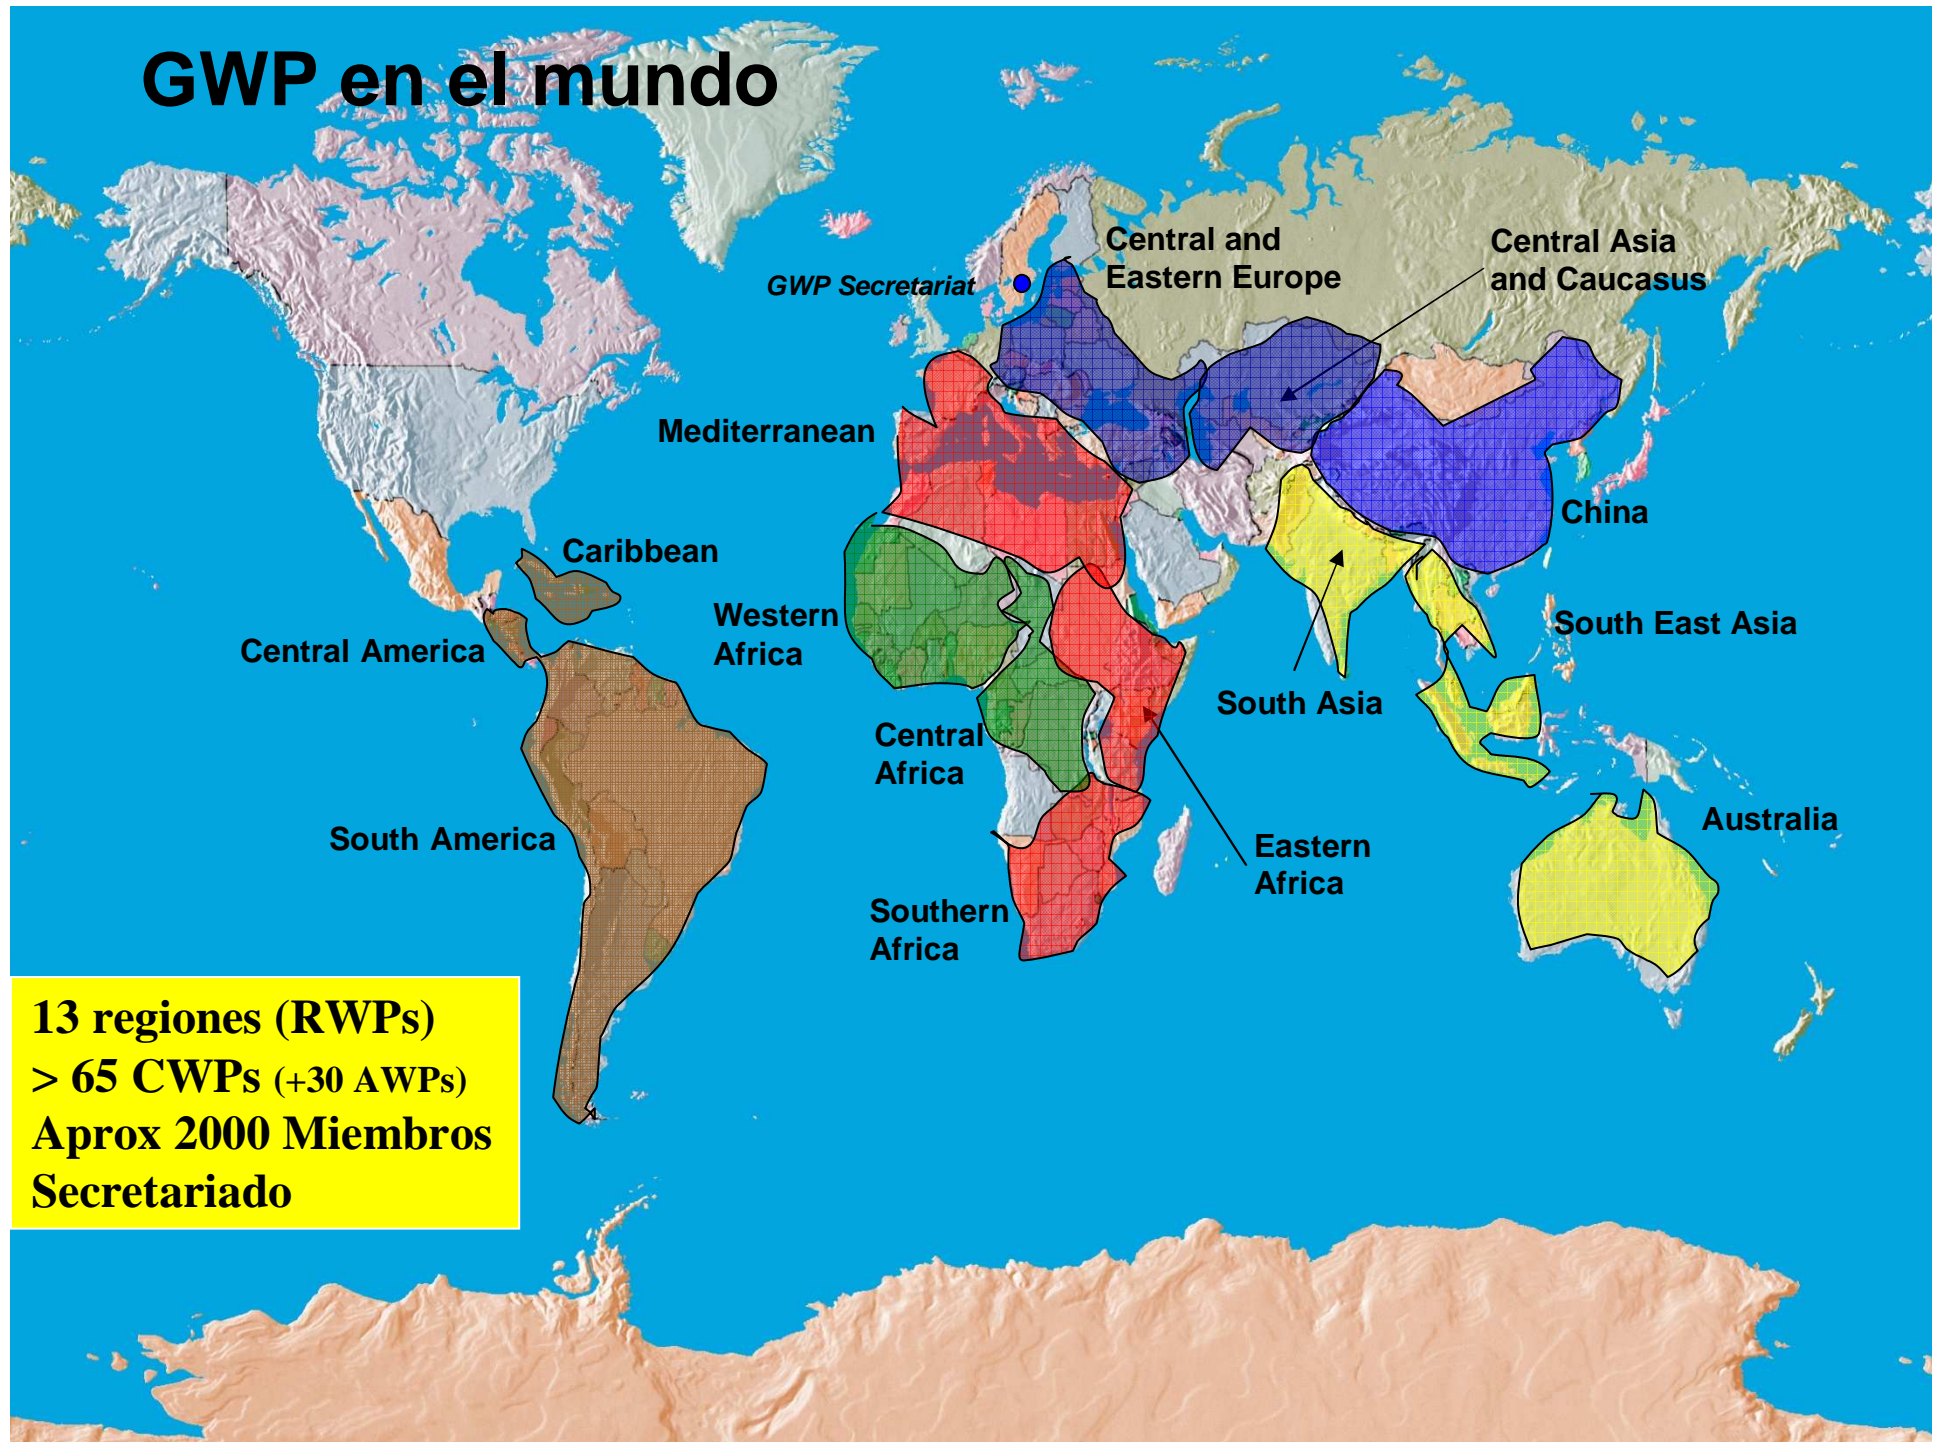 GWP en el mundo
Central and
Eastern Europe
Central Asia
and Caucasus
GWP Secretariat
Mediterranean
China
Caribbean
Western
Africa
South East Asia
Central America
South Asia
Central
Africa
South America
Australia
Eastern
Africa
Southern
Africa
13 regiones (RWPs)
> 65 CWPs (+30 AWPs)
Aprox 2000 Miembros
Secretariado